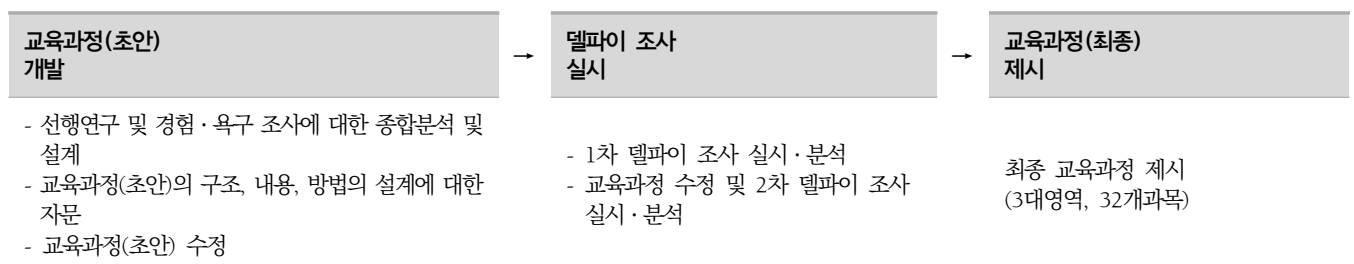 교육과정(초안)
개발
→
델파이 조사
실시
→
교육과정(최종)
제시
- 선행연구 및 경험·욕구 조사에 대한 종합분석 및
설계
- 교육과정(초안)의 구조, 내용, 방법의 설계에 대한
자문
- 교육과정(초안) 수정
- 1차 델파이 조사 실시·분석
- 교육과정 수정 및 2차 델파이 조사
실시·분석
최종 교육과정 제시
(3대영역, 32개과목)